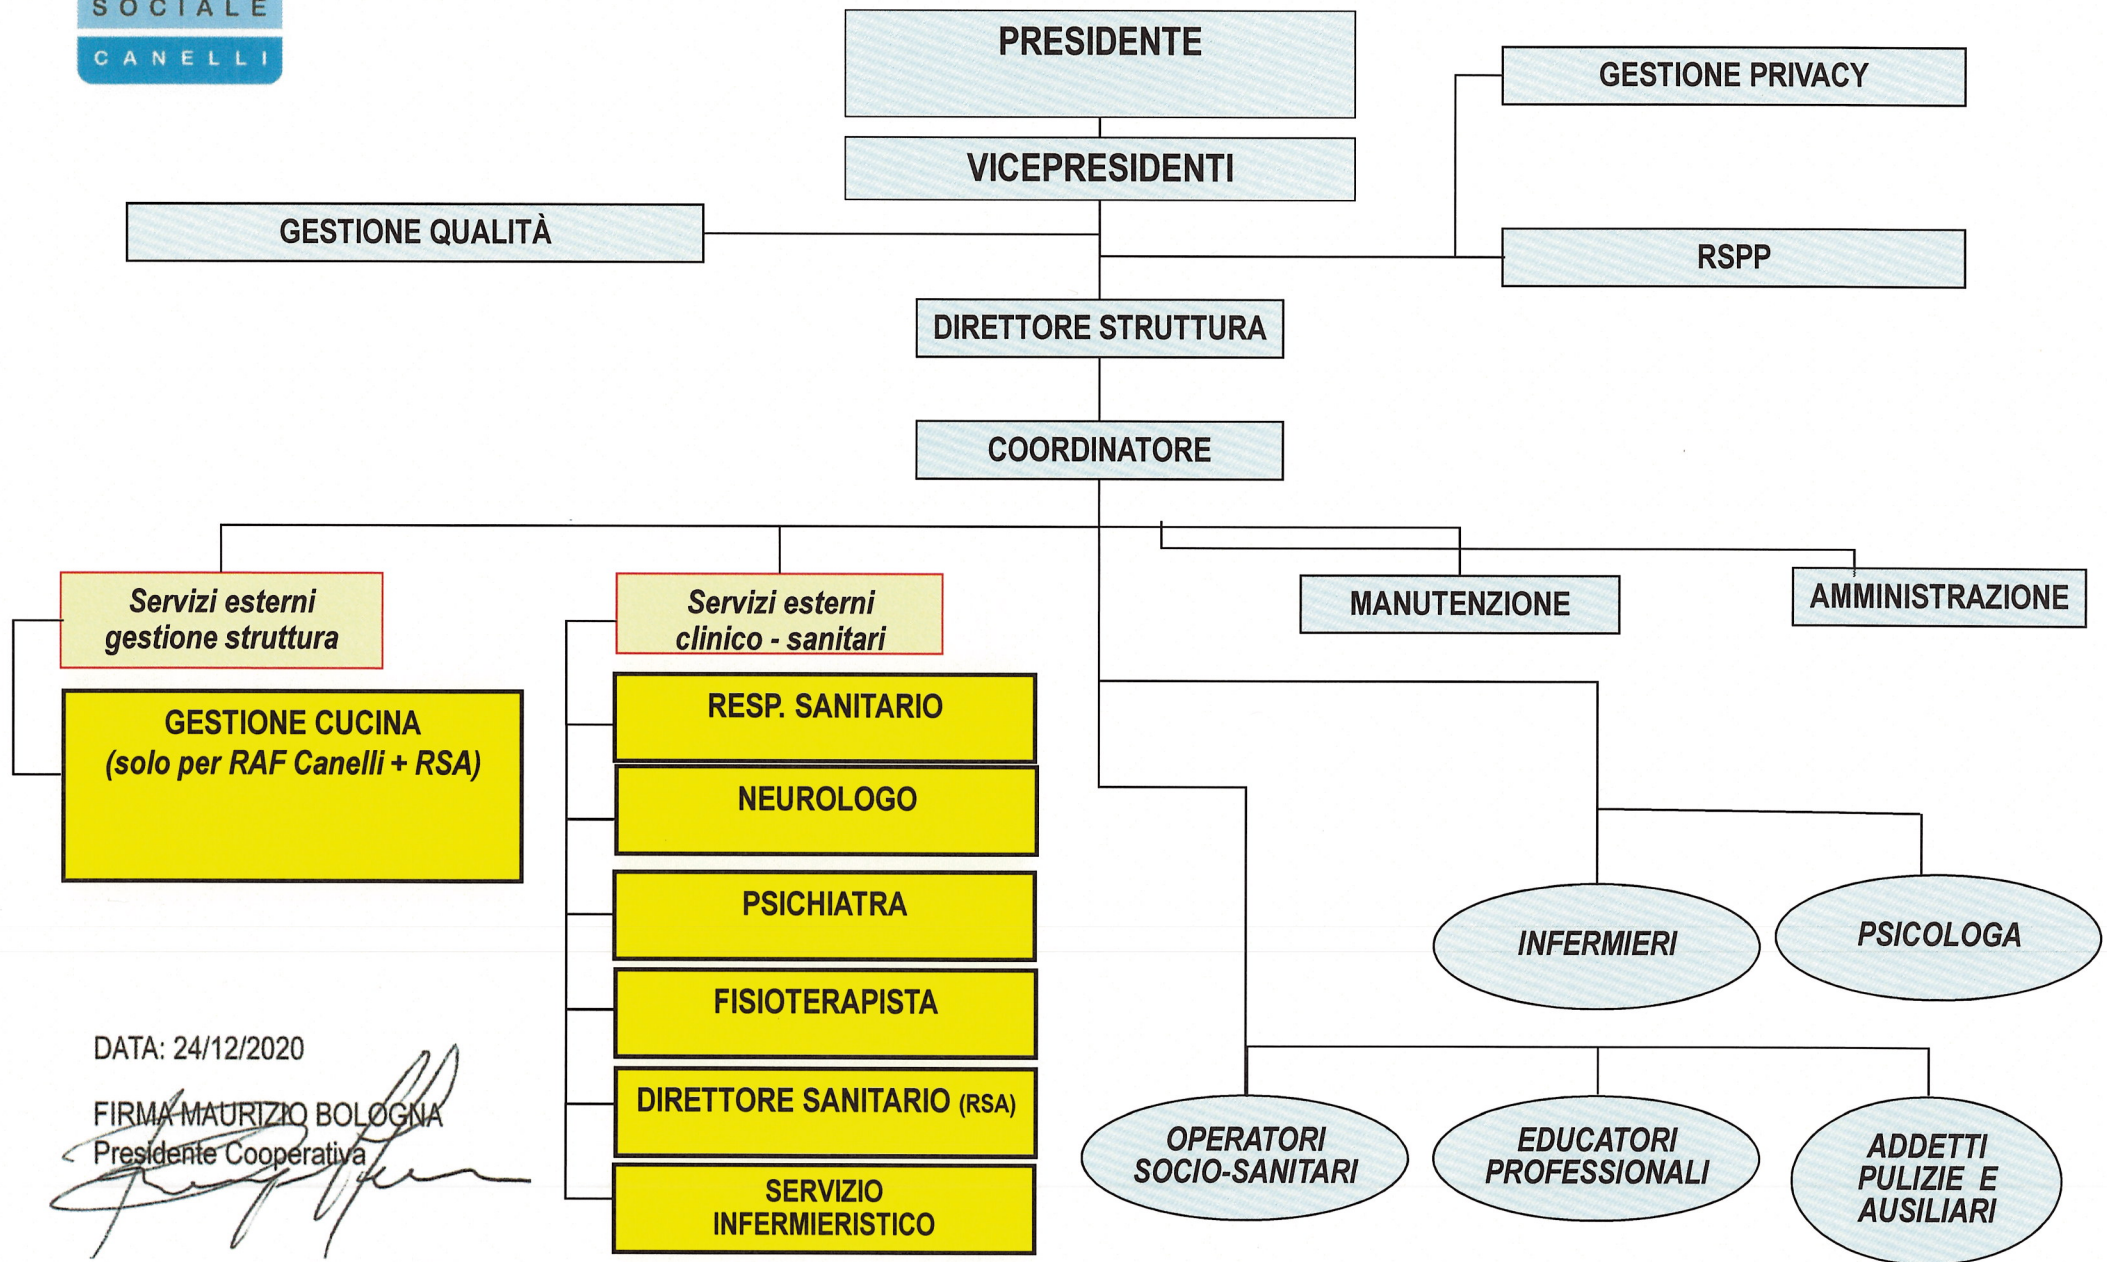 SOCIALE
CANELLI
PRESIDENTE
GESTIONE PRIVACY
VICEPRESIDENTI
GESTIONE QUALITÀ
RSPP
DIRETTORE STRUTTURA
COORDINATORE
Servizi esterni
gestione struttura
Servizi esterni
clinico - sanitari
MANUTENZIONE
AMMINISTRAZIONE
GESTIONE CUCINA
(solo per RAF Canelli + RSA)
RESP. SANITARIO
NEUROLOGO
PSICHIATRA
FISIOTERAPISTA
DIRETTORE SANITARIO (RSA)
SERVIZIO
INFERMIERISTICO
INFERMIERI
PSICOLOGA
OPERATORI
SOCIO-SANITARI
EDUCATORI
PROFESSIONALI
ADDETTI
PULIZIE E
AUSILIARI
DATA: 24/12/2020
FIRMA MAURIZIO BOLOGNA
Presidente Cooperativa